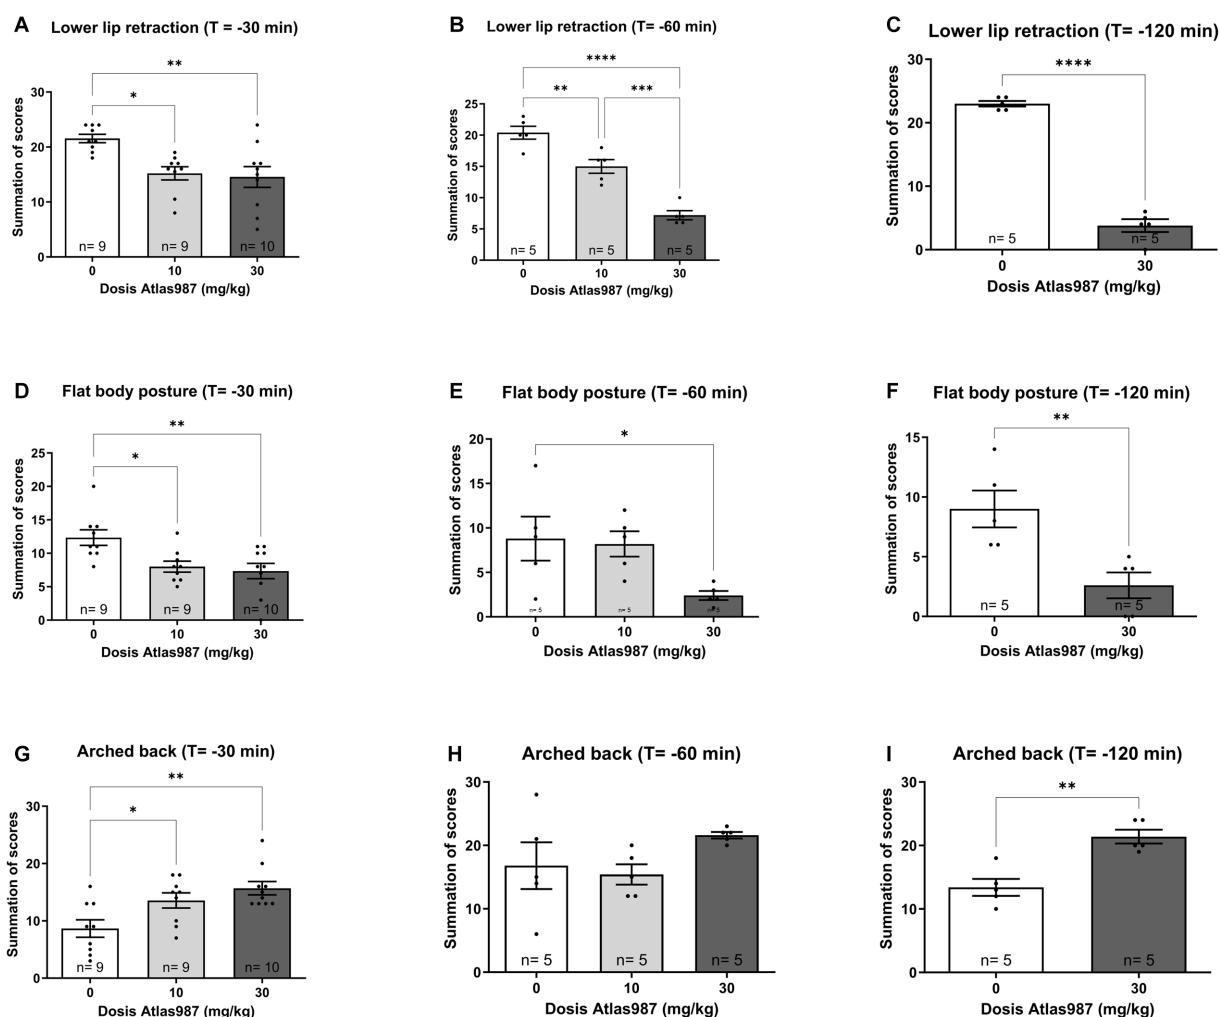 A Lower lip retraction (T = -30 min)
**
*
Summation of scores
30
20
10
0
n= 9
n= 9
n= 10
0 10 30
Dosis Atlas987 (mg/kg)
B Lower lip retraction (T= -60 min)
****
** ***
Summation of scores
25
20
15
10
5
0
n= 5
n= 5
n= 5
0 10 30
Dosis Atlas987 (mg/kg)
C Lower lip retraction (T= -120 min)
****
Summation of scores
30
20
10
0
n= 5
n= 5
0 30
Dosis Atlas987 (mg/kg)
D Flat body posture (T= -30 min)
**
*
Summation of scores
25
20
15
10
5
0
n= 9
n= 9
n= 10
0 10 30
Dosis Atlas987 (mg/kg)
E Flat body posture (T= -60 min)
*
Summation of scores
20
15
10
5
0
n= 5
n= 5
n= 5
0 10 30
Dosis Atlas987 (mg/kg)
F Flat body posture (T= -120 min)
**
Summation of scores
15
10
5
0
n= 5
n= 5
0 30
Dosis Atlas987 (mg/kg)
G Arched back (T= -30 min)
**
*
Summation of scores
30
20
10
0
n= 9
n= 9
n= 10
0 10 30
Dosis Atlas987 (mg/kg)
H Arched back (T= -60 min)
Summation of scores
30
20
10
0
n= 5
n= 5
n= 5
0 10 30
Dosis Atlas987 (mg/kg)
I Arched back (T= -120 min)
**
Summation of scores
30
20
10
0
n= 5
n= 5
0 30
Dosis Atlas987 (mg/kg)